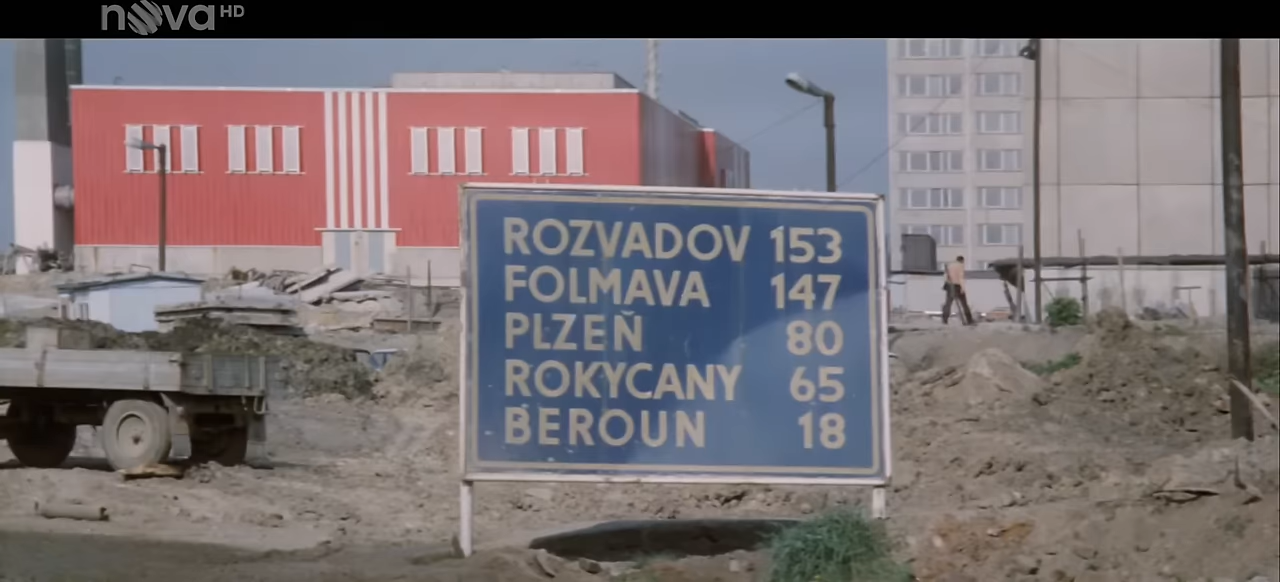 nova HD
ROZVADOV 153
FOLMAVA 147
PLZEŇ 80
ROKYCANY 65
BEROUN 18